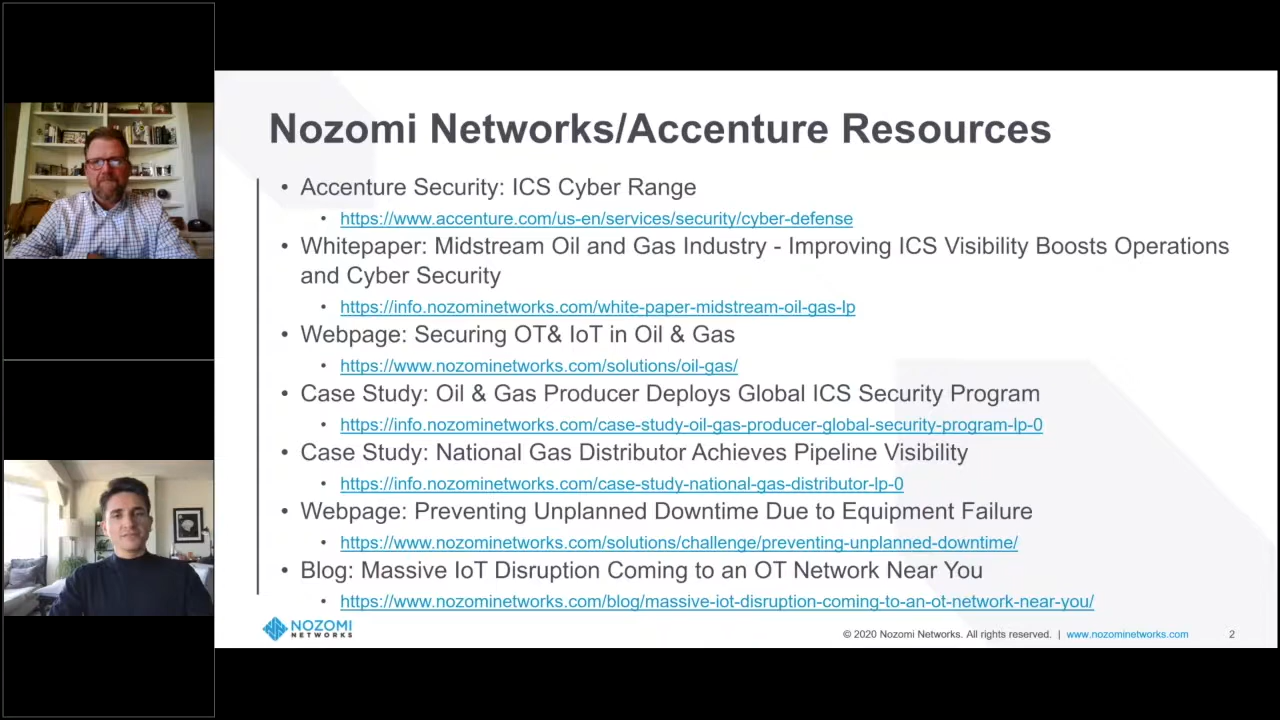 Nozomi Networks/Accenture Resources
• Accenture Security: ICS Cyber Range
• https://www.accenture.com/us-en/services/security/cyber-defense
• Whitepaper: Midstream Oil and Gas Industry - Improving ICS Visibility Boosts Operations
and Cyber Security
• https://info.nozominetworks.com/white-paper-midstream-oil-gas-lp
• Webpage: Securing OT& IoT in Oil & Gas
• https://www.nozominetworks.com/solutions/oil-gas/
• Case Study: Oil & Gas Producer Deploys Global ICS Security Program
• https://info.nozominetworks.com/case-study-oil-gas-producer-global-security-program-lp-0
• Case Study: National Gas Distributor Achieves Pipeline Visibility
• https://info.nozominetworks.com/case-study-national-gas-distributor-lp-0
• Webpage: Preventing Unplanned Downtime Due to Equipment Failure
• https://www.nozominetworks.com/solutions/challenge/preventing-unplanned-downtime/
• Blog: Massive IoT Disruption Coming to an OT Network Near You
• https://www.nozominetworks.com/blog/massive-iot-disruption-coming-to-an-ot-network-near-you/
NOZOMI
NETWORKS
© 2020 Nozomi Networks. All rights reserved. | www.nozominetworks.com 2